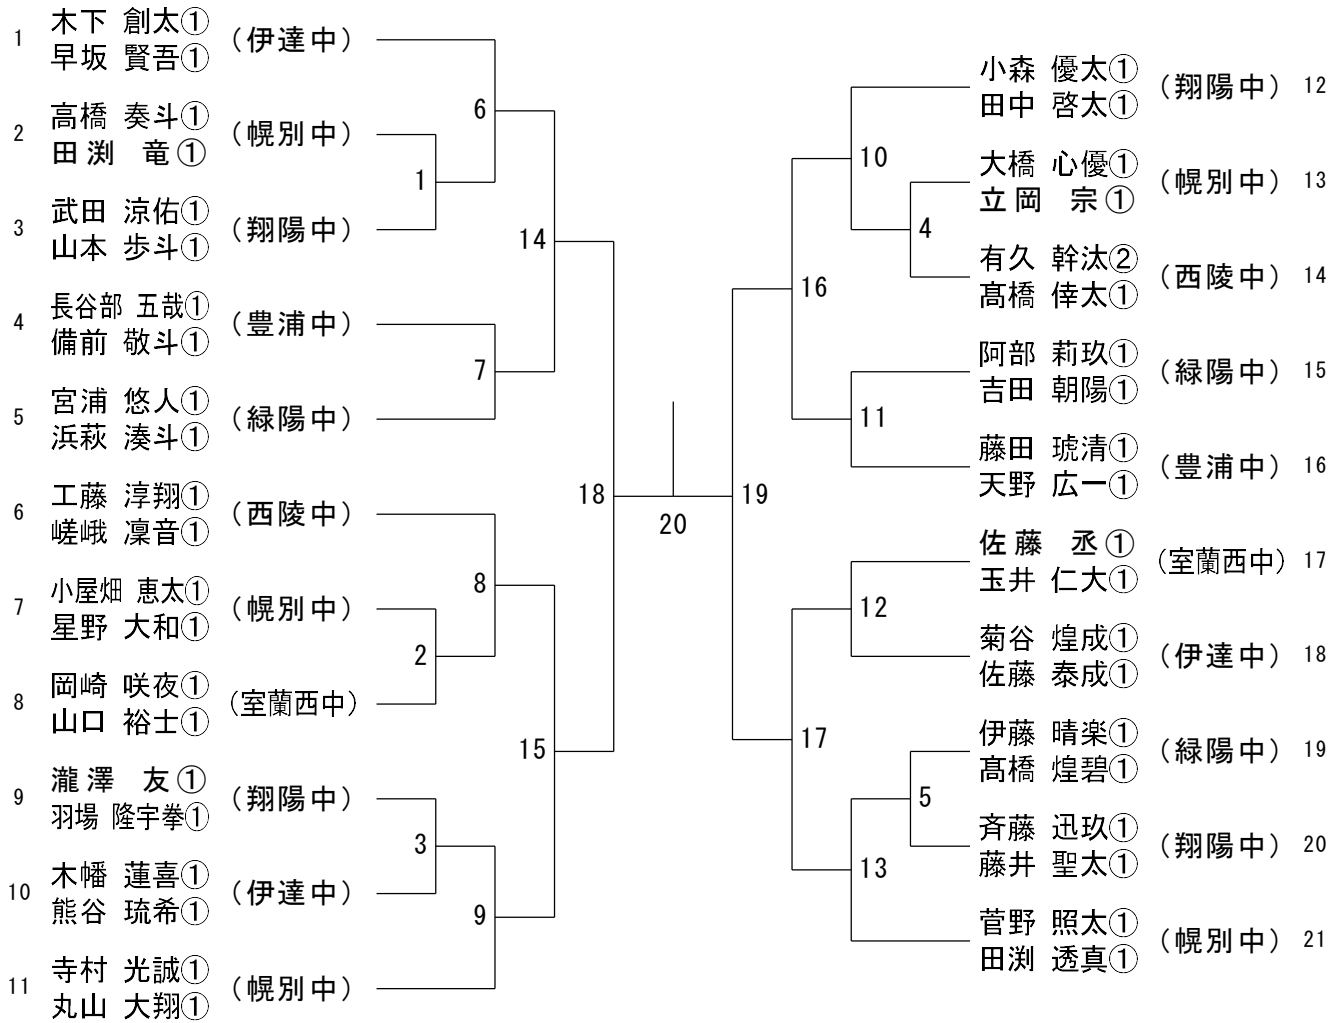 1 木下 創太① (伊達中)
早坂 賢吾①
2 高橋 奏斗① (幌別中)
田渕 竜①
3 武田 涼佑① (翔陽中)
山本 歩斗①
4 長谷部 五哉① (豊浦中)
備前 敬斗①
5 宮浦 悠人① (緑陽中)
浜萩 湊斗①
6 工藤 淳翔① (西陵中)
嵯峨 凜音①
7 小屋畑 恵太① (幌別中)
星野 大和①
8 岡崎 咲夜① (室蘭西中)
山口 裕士①
9 瀧澤 友① (翔陽中)
羽場 隆宇拳①
10 木幡 蓮喜① (伊達中)
熊谷 琉希①
11 寺村 光誠① (幌別中)
丸山 大翔①
6
1
14
7
18
8
2
15
3
9
20
19
10
4
16
11
12
17
5
13
小森 優太① (翔陽中) 12
田中 啓太①
大橋 心優① (幌別中) 13
立岡 宗①
有久 幹汰② (西陵中) 14
髙橋 倖太①
阿部 莉玖① (緑陽中) 15
吉田 朝陽①
藤田 琥清① (豊浦中) 16
天野 広一①
佐藤 丞① (室蘭西中) 17
玉井 仁大①
菊谷 煌成① (伊達中) 18
佐藤 泰成①
伊藤 晴楽① (緑陽中) 19
髙橋 煌碧①
斉藤 迅玖① (翔陽中) 20
藤井 聖太①
菅野 照太① (幌別中) 21
田渕 透真①